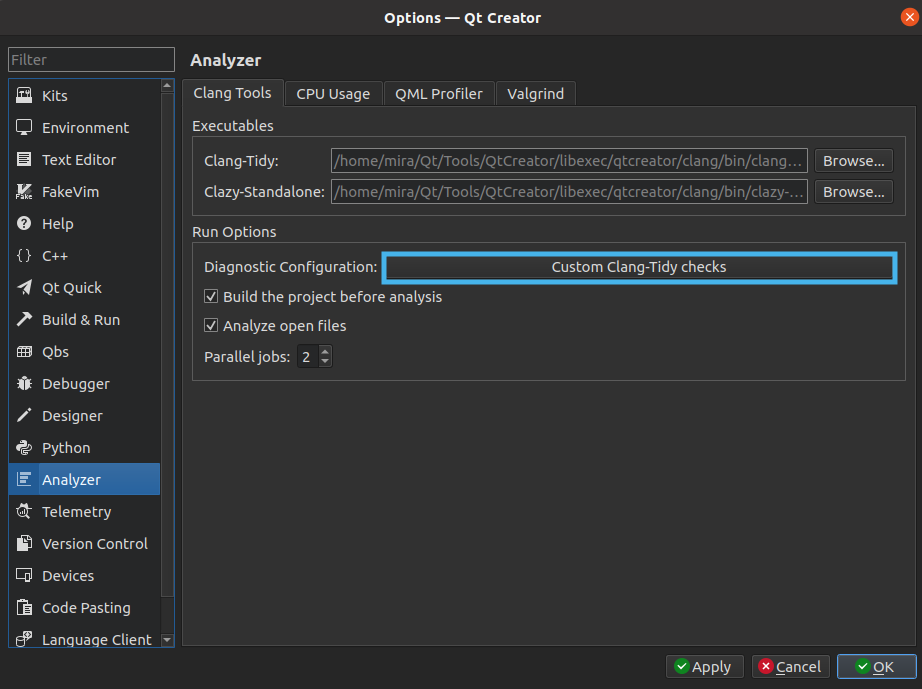 Options — Qt Creator
Filter
Kits
Environment
Text Editor
FakeVim
Help
C++
Qt Quick
Build & Run
Qbs
Debugger
Designer
Python
Analyzer
Telemetry
Version Control
Devices
Code Pasting
Language Client
Analyzer
Clang Tools
CPU Usage
QML Profiler
Valgrind
Executables
Clang-Tidy: /home/mira/Qt/Tools/QtCreator/libexec/qtcreator/clang/bin/clang... Browse...
Clazy-Standalone: /home/mira/Qt/Tools/QtCreator/libexec/qtcreator/clang/bin/clazy-... Browse...
Run Options
Diagnostic Configuration: Custom Clang-Tidy checks
Build the project before analysis
Analyze open files
Parallel jobs: 2
Apply
Cancel
OK